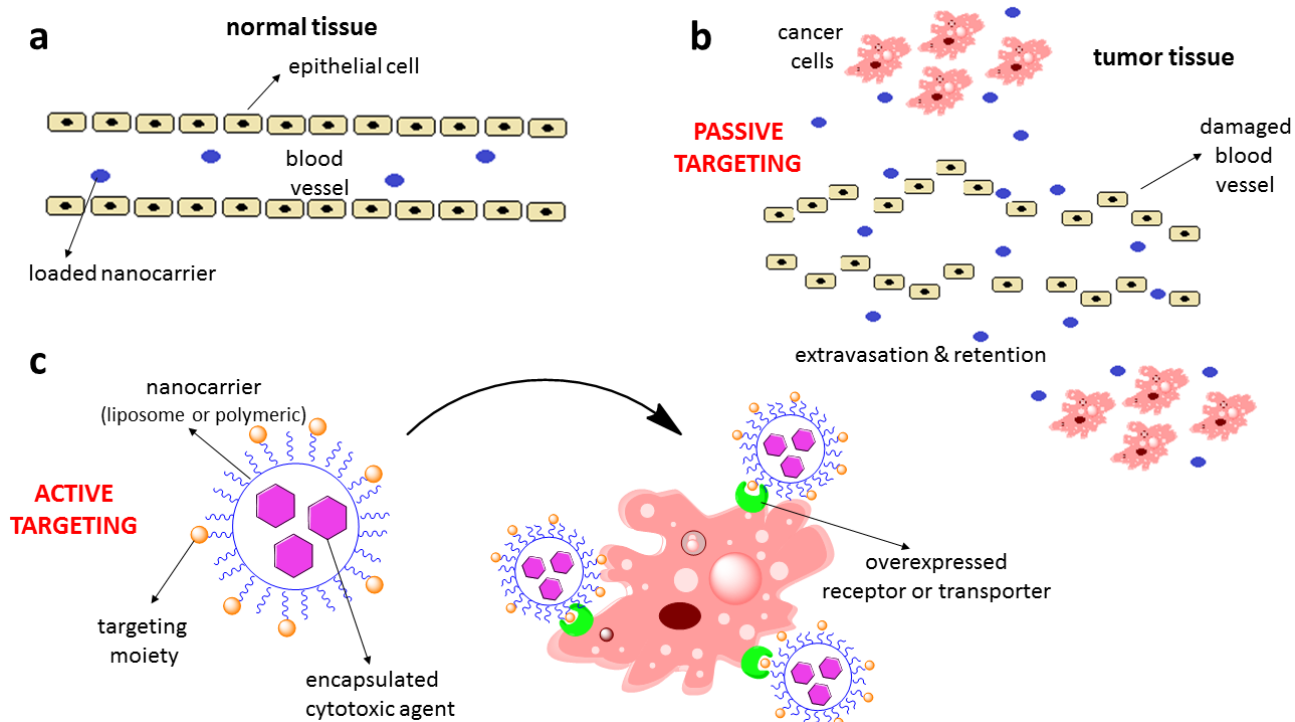 a
normal tissue
epithelial cell
blood
vessel
loaded nanocarrier
b
cancer
cells
tumor tissue
PASSIVE
TARGETING
damaged
blood
vessel
extravasation & retention
c
nanocarrier
(liposome or polymeric)
ACTIVE
TARGETING
targeting
moiety
encapsulated
cytotoxic agent
overexpressed
receptor or transporter